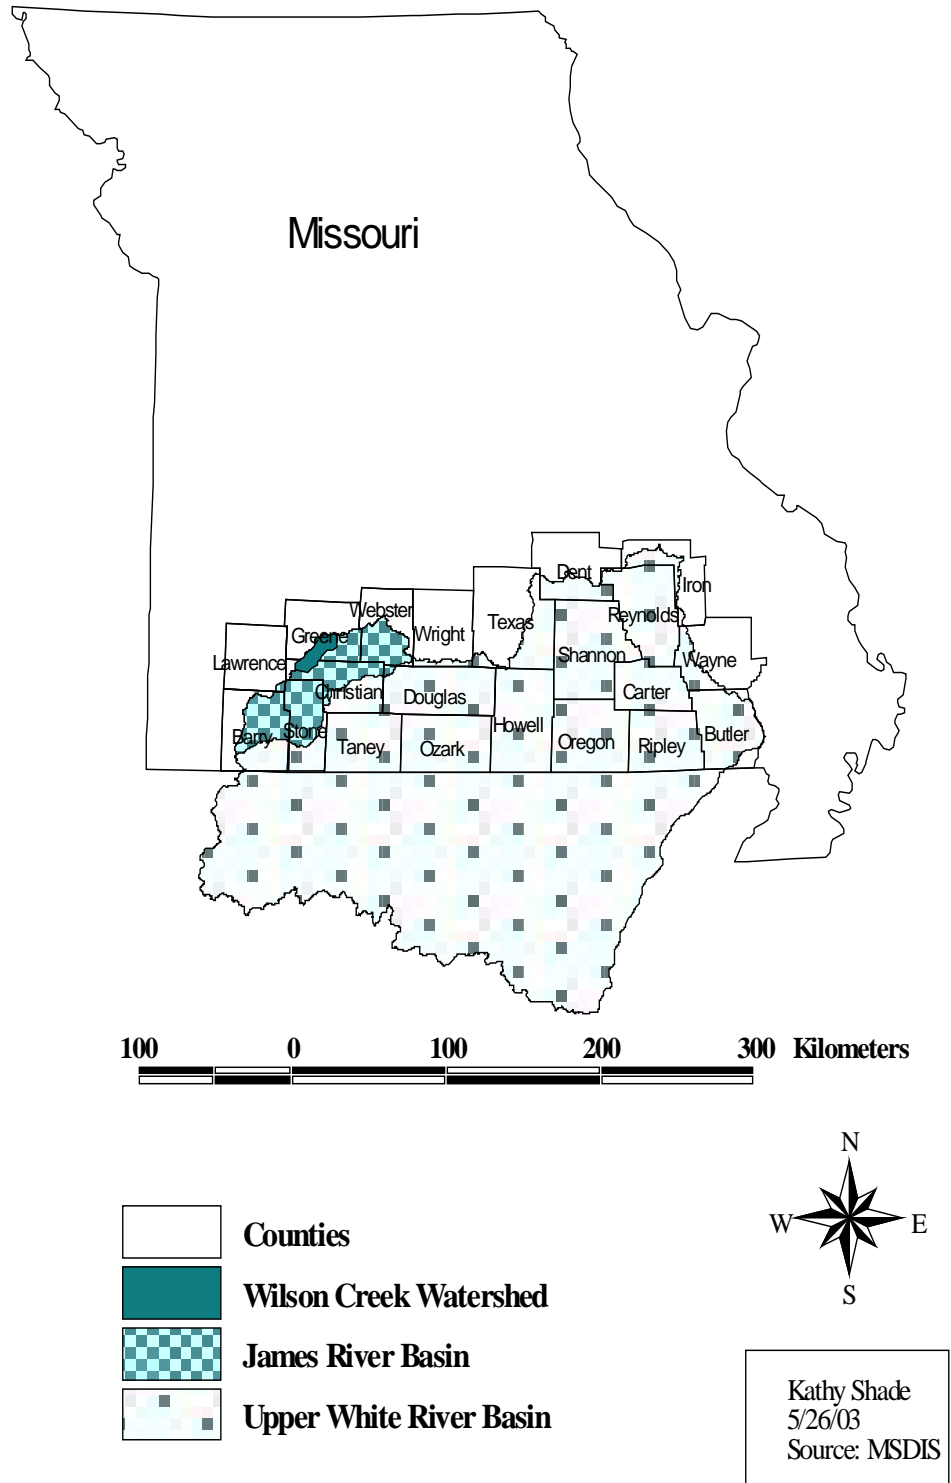 Missouri
Dent
Iron
Reynolds
Webster
Texas
Greene
Wright
Shannon
Lawrence
Wayne
Christian
Douglas
Carter
Howell
Barry
Stone
Taney
Ozark
Oregon
Ripley
Butler
100 0 100 200 300 Kilometers
N
W E
S
Counties
Wilson Creek Watershed
James River Basin
Upper White River Basin
Kathy Shade
5/26/03
Source: MSDIS